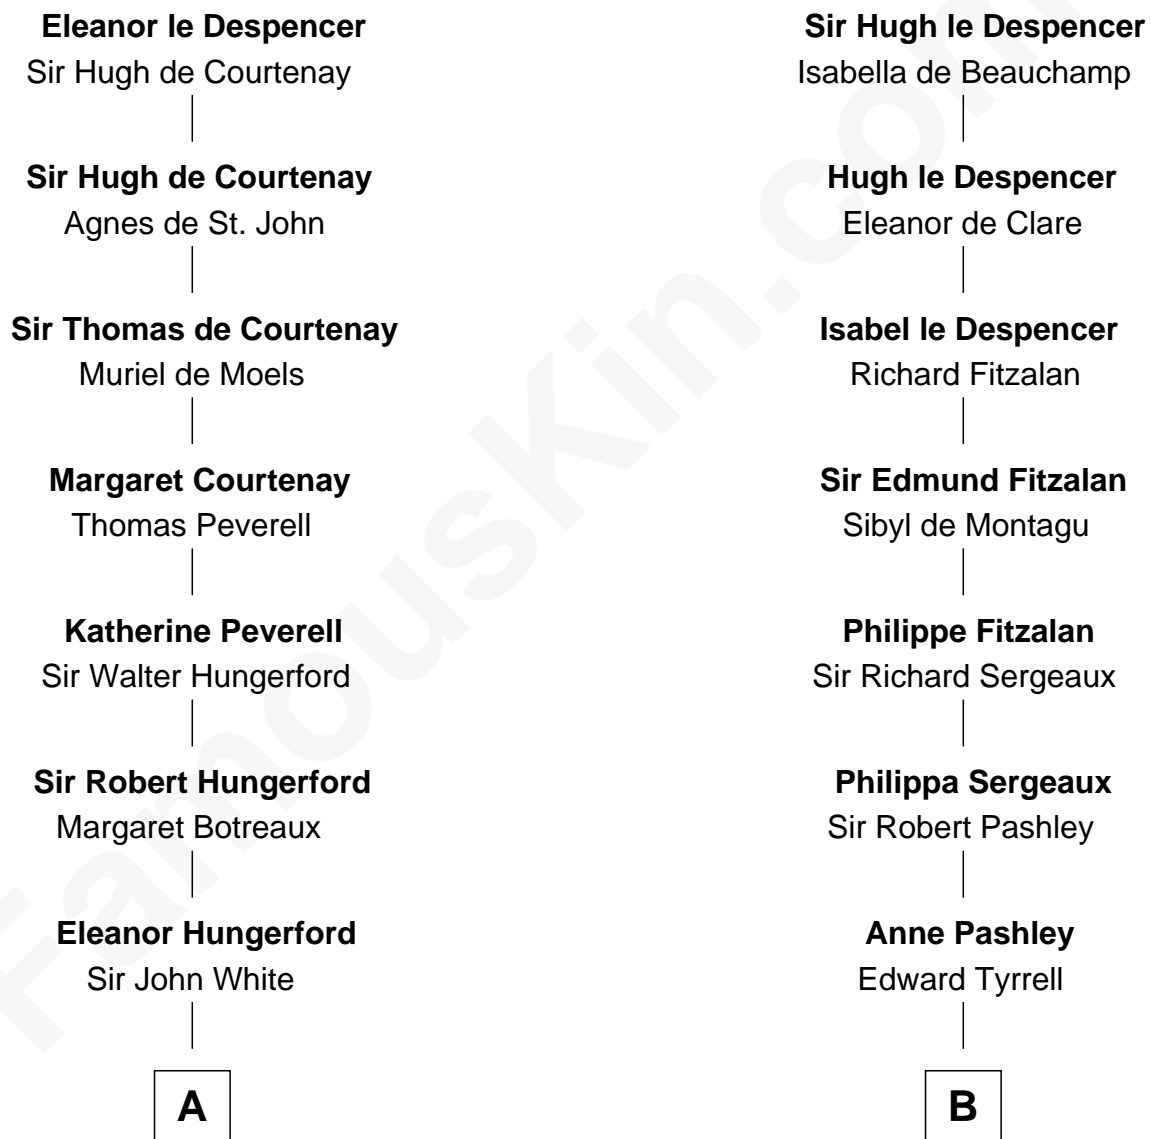 Eleanor le Despencer
Sir Hugh de Courtenay
Sir Hugh de Courtenay
Agnes de St. John
Sir Thomas de Courtenay
Muriel de Moels
Margaret Courtenay
Thomas Peverell
Katherine Peverell
Sir Walter Hungerford
Sir Robert Hungerford
Margaret Botreaux
Eleanor Hungerford
Sir John White
A
Sir Hugh le Despencer
Isabella de Beauchamp
Hugh le Despencer
Eleanor de Clare
Isabel le Despencer
Richard Fitzalan
Sir Edmund Fitzalan
Sibyl de Montagu
Philippe Fitzalan
Sir Richard Sergeaux
Philippa Sergeaux
Sir Robert Pashley
Anne Pashley
Edward Tyrrell
B
FamousKin.com